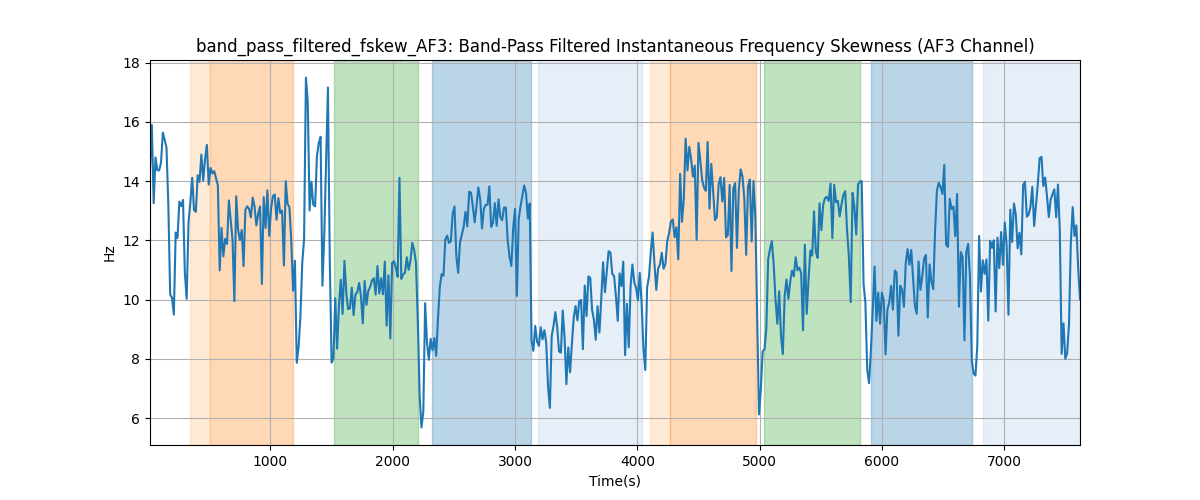 band_pass_filtered_fskew_AF3: Band-Pass Filtered Instantaneous Frequency Skewness (AF3 Channel)
18
16
14
12
10
8
6
Hz
1000 2000 3000 4000 5000 6000 7000
Time(s)